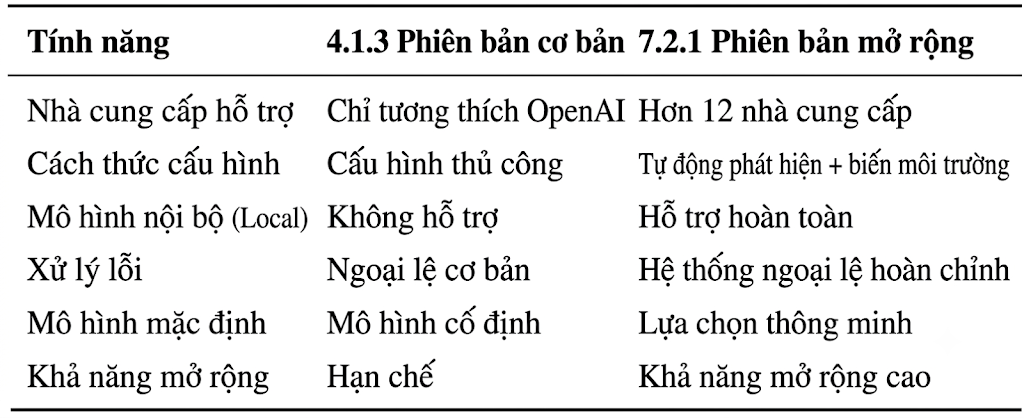 Tính năng 4.1.3 Phiên bản cơ bản 7.2.1 Phiên bản mở rộng
Nhà cung cấp hỗ trợ Chỉ tương thích OpenAI Hơn 12 nhà cung cấp
Cách thức cấu hình Cấu hình thủ công Tự động phát hiện + biến môi trường
Mô hình nội bộ (Local) Không hỗ trợ Hỗ trợ hoàn toàn
Xử lý lỗi Ngoại lệ cơ bản Hệ thống ngoại lệ hoàn chỉnh
Mô hình mặc định Mô hình cố định Lựa chọn thông minh
Khả năng mở rộng Hạn chế Khả năng mở rộng cao